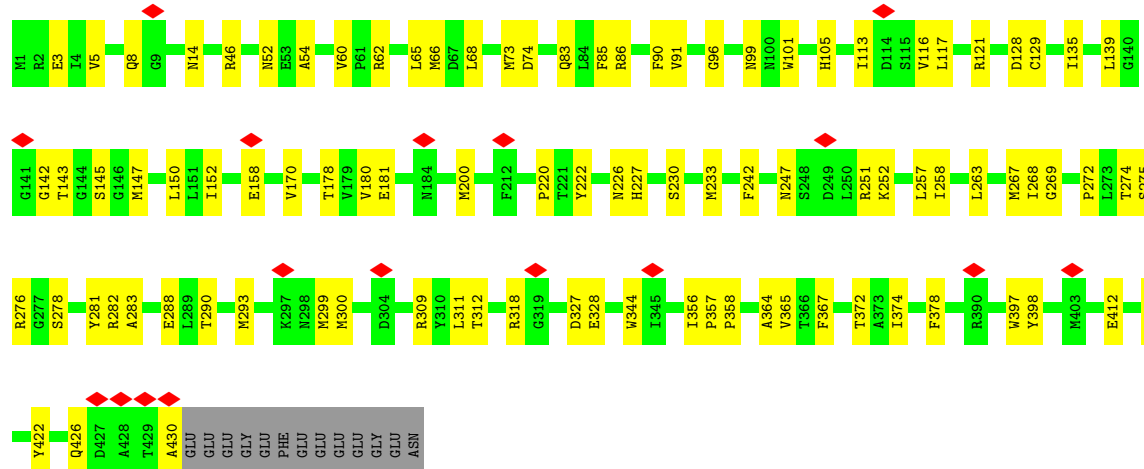 M1 R2 E3 I4 V5 Q8 G9 N14 R46 N52 E53 A54 V60 P61 R62 L65 M66 D67 L68 M73 D74 Q83 L84 F85 R86 F90 V91 G96 N99 N100 W101 H105 I113 D114 S115 V116 L117 R121 D128 C129 I135 L139 G140
G141 G142 T143 G144 S145 G146 M147 L150 L151 I152 E158 V170 T178 V179 V180 E181 N184 M200 F212 P220 T221 Y222 N226 H227 S230 M233 F242 N247 S248 D249 L250 R251 K252 L257 I258 L263 M267 I268 G269 P272 L273 T274 S275
R276 G277 S278 Y281 R282 A283 E288 L289 T290 M293 K297 N298 M299 M300 D304 R309 Y310 L311 T312 R318 G319 D327 E328 W344 I345 I356 P357 P358 A364 V365 T366 F367 T372 A373 I374 F378 R390 W397 Y398 M403 E412
Y422 Q426 D427 A428 T429 A430 GLU GLU GLU GLY GLU PHE GLU GLU GLU GLU GLY GLU ASN